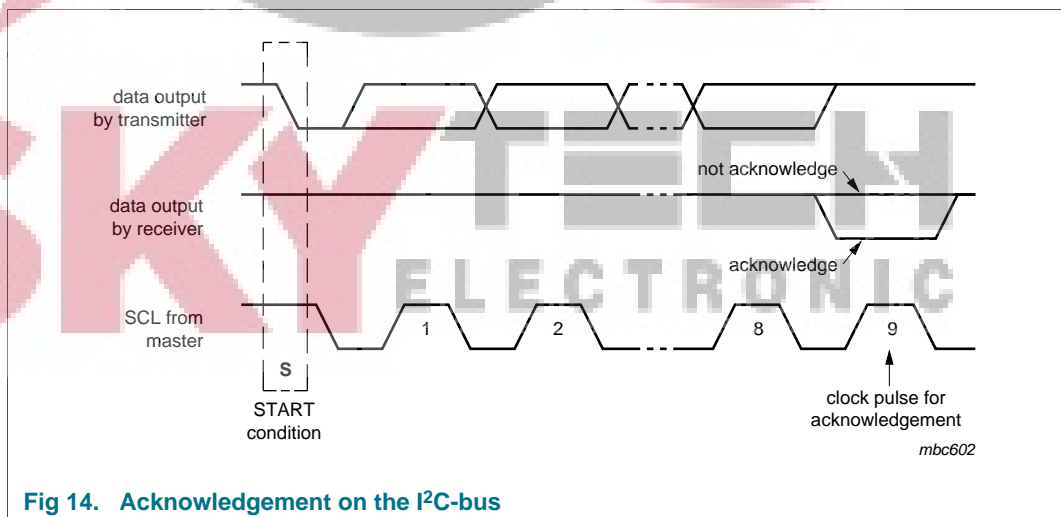 SKY
TECH
ELECTRONIC
data output
by transmitter
not acknowledge
data output
by receiver
acknowledge
SCL from
master
1
2
8
9
S
START
condition
clock pulse for
acknowledgement
mbc602
Fig 14. Acknowledgement on the I²C-bus